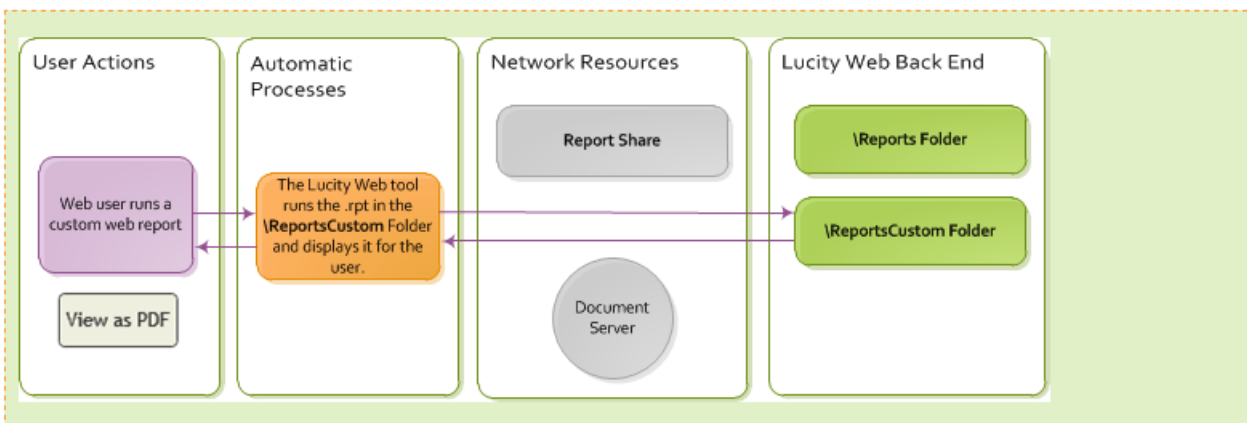 User Actions
Web user runs a
custom web report
View as PDF
Automatic
Processes
The Lucity Web tool
runs the .rpt in the
\ReportsCustom Folder
and displays it for the
user.
Network Resources
Report Share
Document
Server
Lucity Web Back End
\Reports Folder
\ReportsCustom Folder